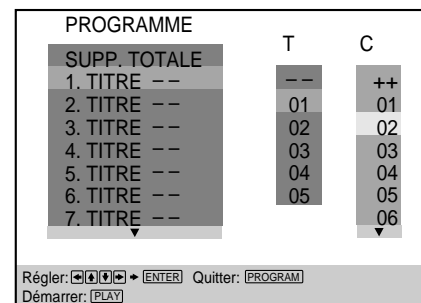 PROGRAMME
T C
SUPP. TOTALE
1. TITRE – – – – ++
2. TITRE – – 01 01
3. TITRE – – 02 02
4. TITRE – – 03 03
5. TITRE – – 04 04
6. TITRE – – 05 05
7. TITRE – – 06
Régler: ENTER Quitter: PROGRAM
Démarrer: PLAY